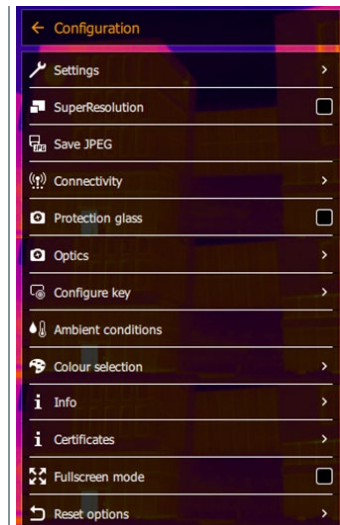 Configuration
Settings
SuperResolution
JPG
Save JPEG
Connectivity
Protection glass
Optics
Configure key
Ambient conditions
Colour selection
i Info
i Certificates
Fullscreen mode
Reset options